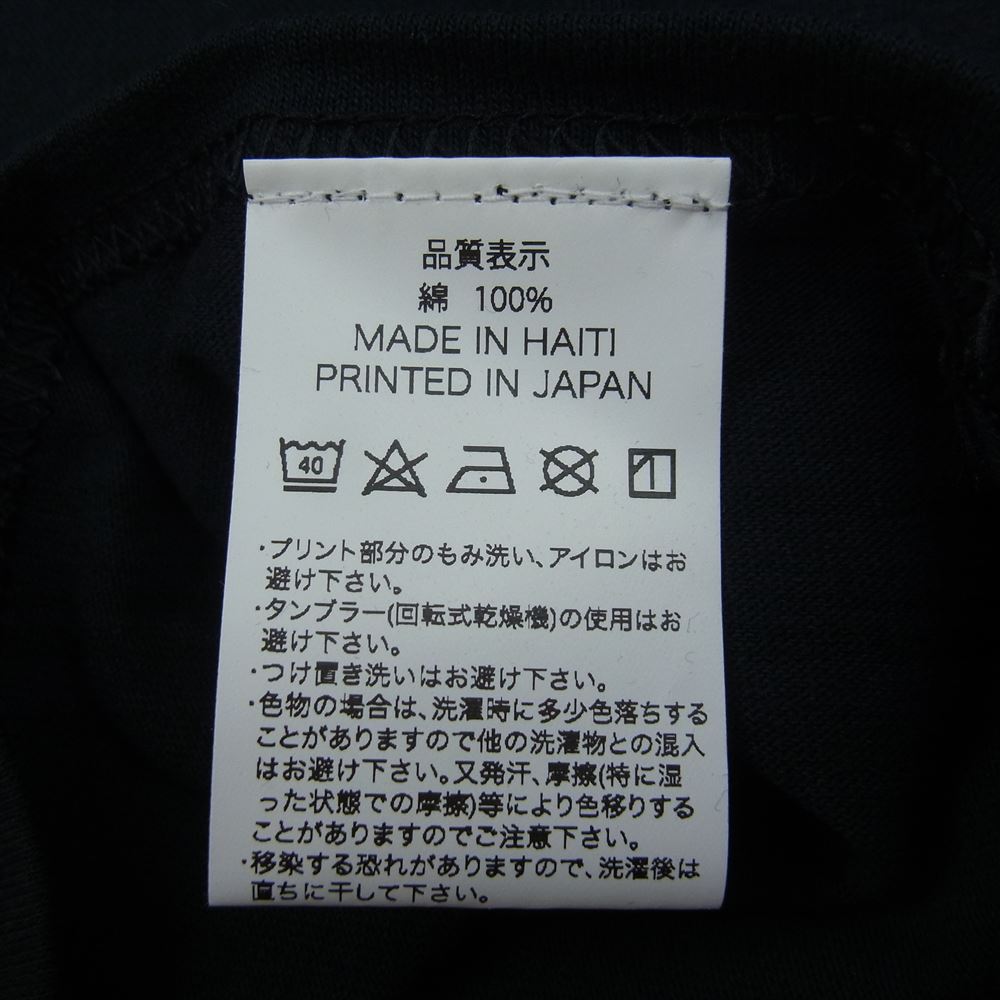 品質表示
綿 100%
MADE IN HAITI
PRINTED IN JAPAN
40
・プリント部分のもみ洗い、アイロンはお
避け下さい。
・タンブラー(回転式乾燥機)の使用はお
避け下さい。
・つけ置き洗いはお避け下さい。
・色物の場合は、洗濯時に多少色落ちする
ことがありますので他の洗濯物との混入
はお避け下さい。又発汗、摩擦(特に湿
った状態での摩擦)等により色移りする
ことがありますのでご注意下さい。
・移染する恐れがありますので、洗濯後は
直ちに干して下さい。